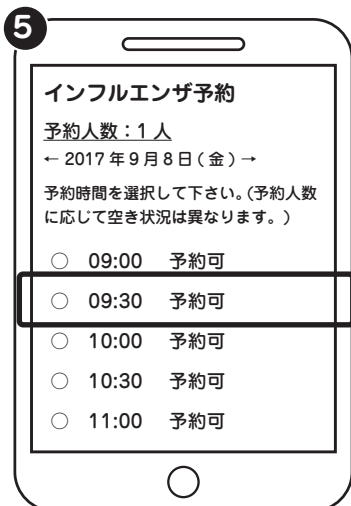 5
インフルエンザ予約
予約人数：1 人
← 2017 年 9 月 8 日 ( 金 ) →
予約時間を選択して下さい。(予約人数
に応じて空き状況は異なります。)
○ 09:00 予約可
○ 09:30 予約可
○ 10:00 予約可
○ 10:30 予約可
○ 11:00 予約可